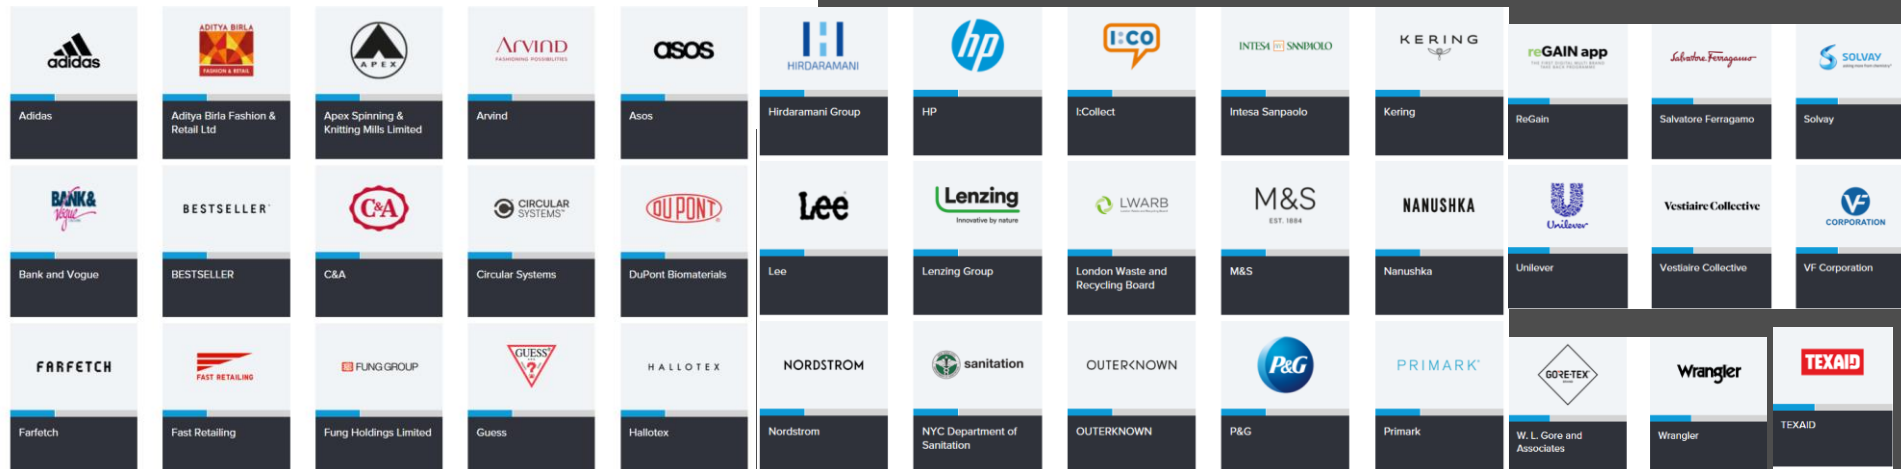 adidas
Adidas
ADITYA BIRLA
FASHION & RETAIL
Aditya Birla Fashion &
Retail Ltd
APEX
Apex Spinning &
Knitting Mills Limited
ARVIND
FASHIONING POSSIBILITIES
Arvind
asos
Asos
HIRDARAMANI
Hirdaramani Group
hp
HP
I:CO
I:Collect
INTESA SANPAOLO
Intesa Sanpaolo
KERING
Kering
reGAIN app
ReGain
Salvatore Ferragamo
Salvatore Ferragamo
SOLVAY
asking more from chemistry®
Solvay
BANK&
Vogue
Bank and Vogue
BESTSELLER®
BESTSELLER
C&A
C&A
CIRCULAR
SYSTEMS™
Circular Systems
DUPONT®
DuPont Biomaterials
Lee
Lee
Lenzing
Innovative by nature
Lenzing Group
LWARB
London Waste and
Recycling Board
M&S
EST. 1884
M&S
NANUSHKA
Nanushka
Unilever
Unilever
Vestiaire Collective
Vestiaire Collective
VF
CORPORATION
VF Corporation
FARFETCH
Farfetch
FAST RETAILING
Fast Retailing
FUNG GROUP
Fung Holdings Limited
GUESS
?
Guess
HALLOTEX
Hallotex
NORDSTROM
Nordstrom
sanitation
NYC Department of
Sanitation
OUTERKNOWN
OUTERKNOWN
P&G
P&G
PRIMARK®
Primark
GORE-TEX
W. L. Gore and
Associates
Wrangler
Wrangler
TEXAID
TEXAID